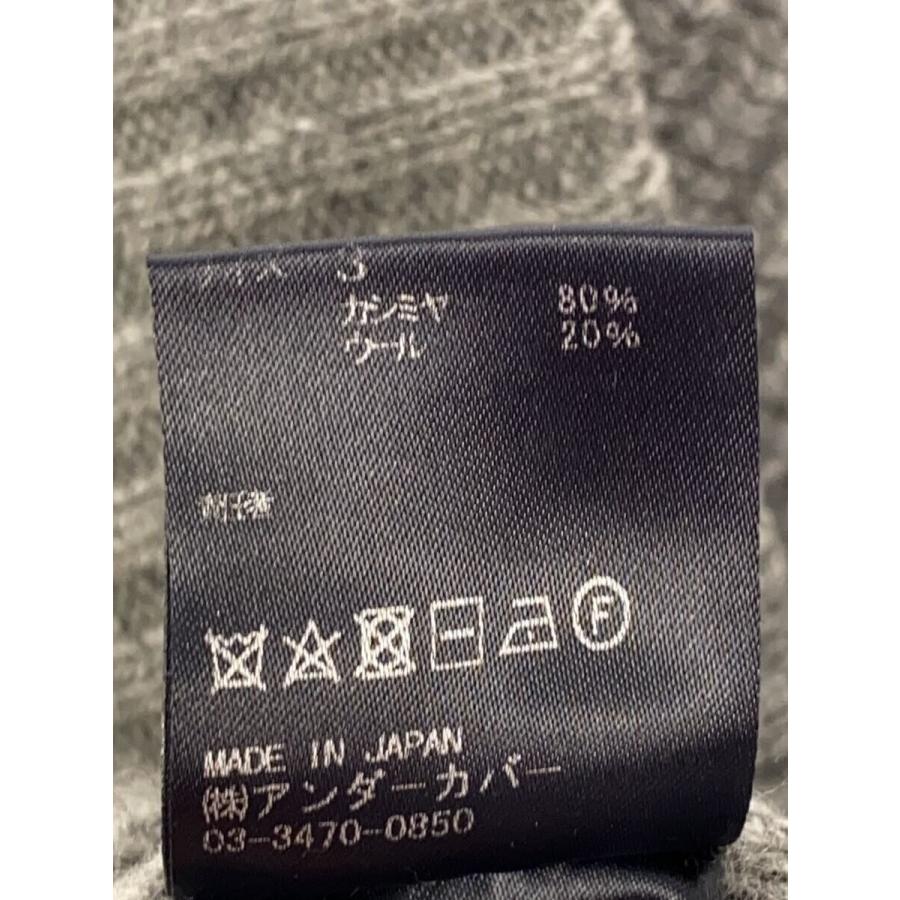 サイズ 3
カシミヤ 80%
ウール 20%
F
MADE IN JAPAN
(株)アンダーカバー
03-3470-0850